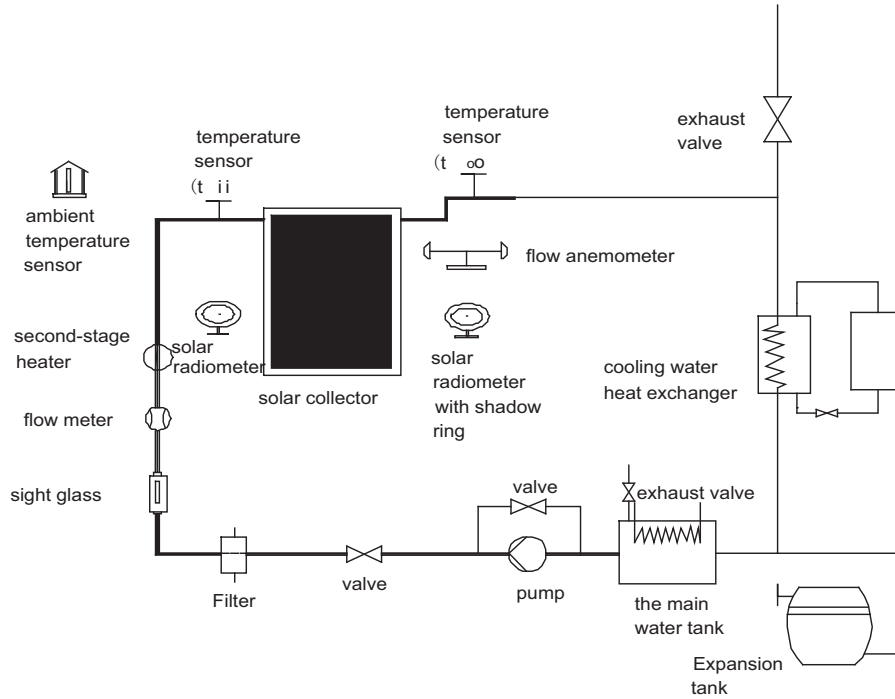 temperature
sensor
(t ii
temperature
sensor
(t oo
exhaust
valve
ambient
temperature
sensor
flow anemometer
second-stage
heater
solar
radiometer
solar collector
solar
radiometer
with shadow
ring
cooling water
heat exchanger
flow meter
sight glass
valve
exhaust valve
Filter
valve
pump
the main
water tank
Expansion
tank